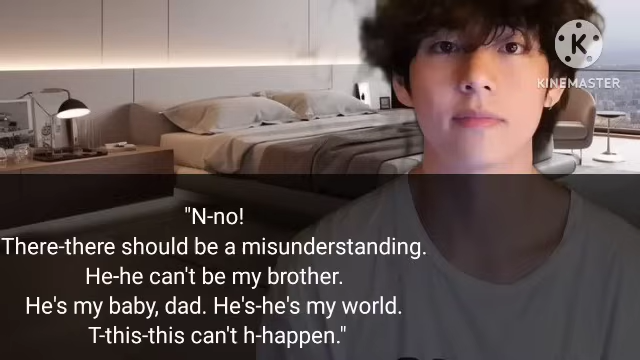 K
KINEMASTER
"N-no!
There-there should be a misunderstanding.
He-he can't be my brother.
He's my baby, dad. He's-he's my world.
T-this-this can't h-happen."